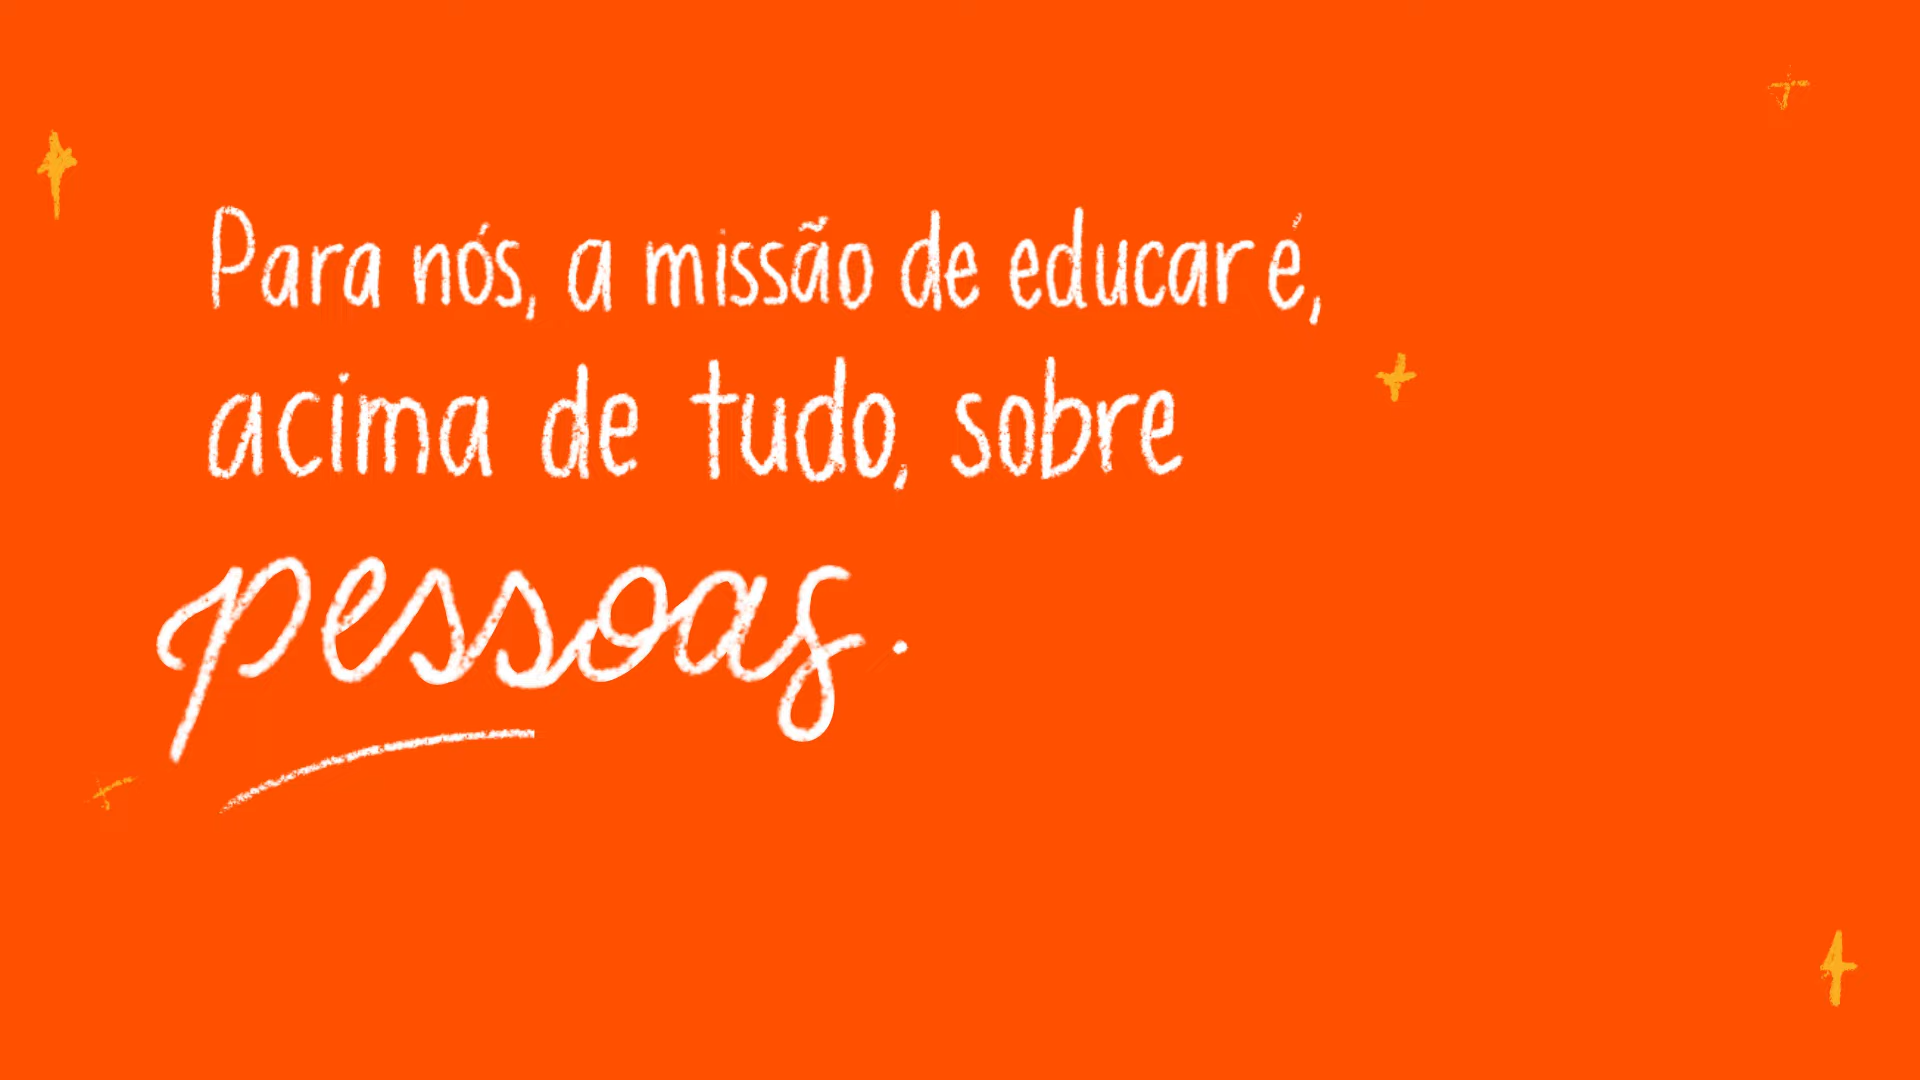 Para nós, a missão de educar é,
acima de tudo, sobre
pessoas.